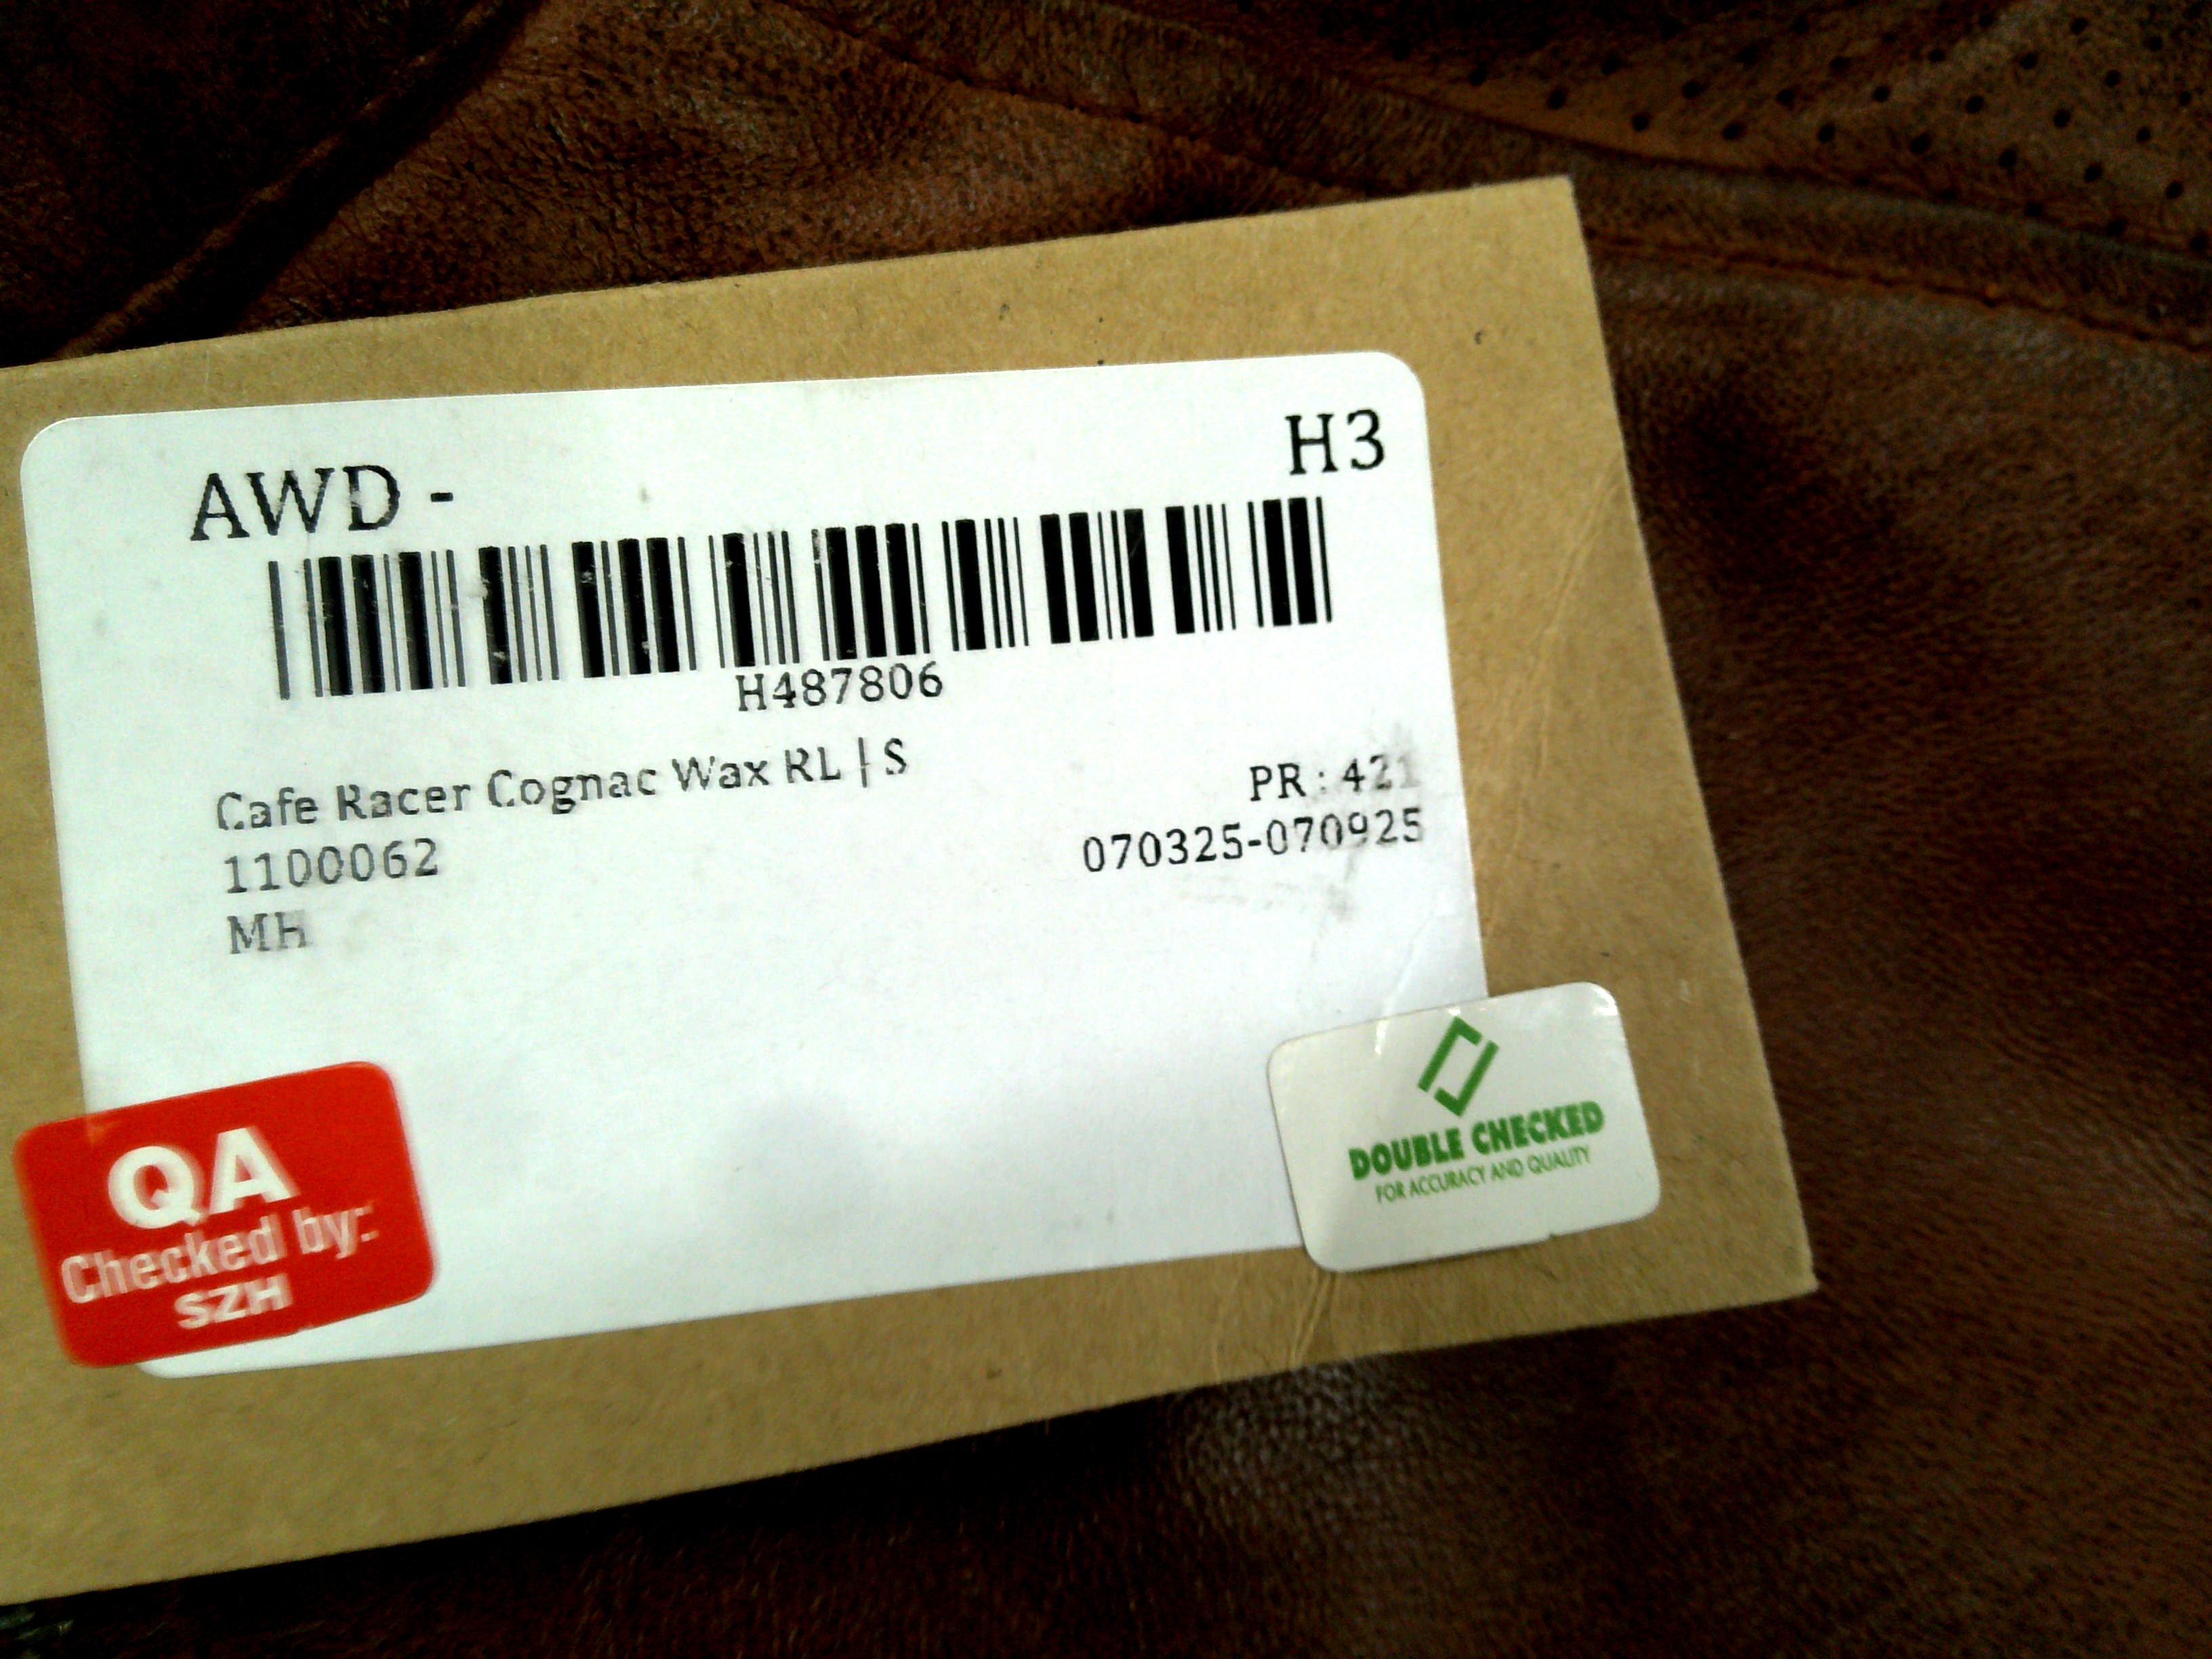 AWD - H3
H487806
Cafe Racer Cognac Wax RL | S
1100062
PR : 421
070325-070925
MH
QA
Checked by:
SZH
DOUBLE CHECKED
FOR ACCURACY AND QUALITY